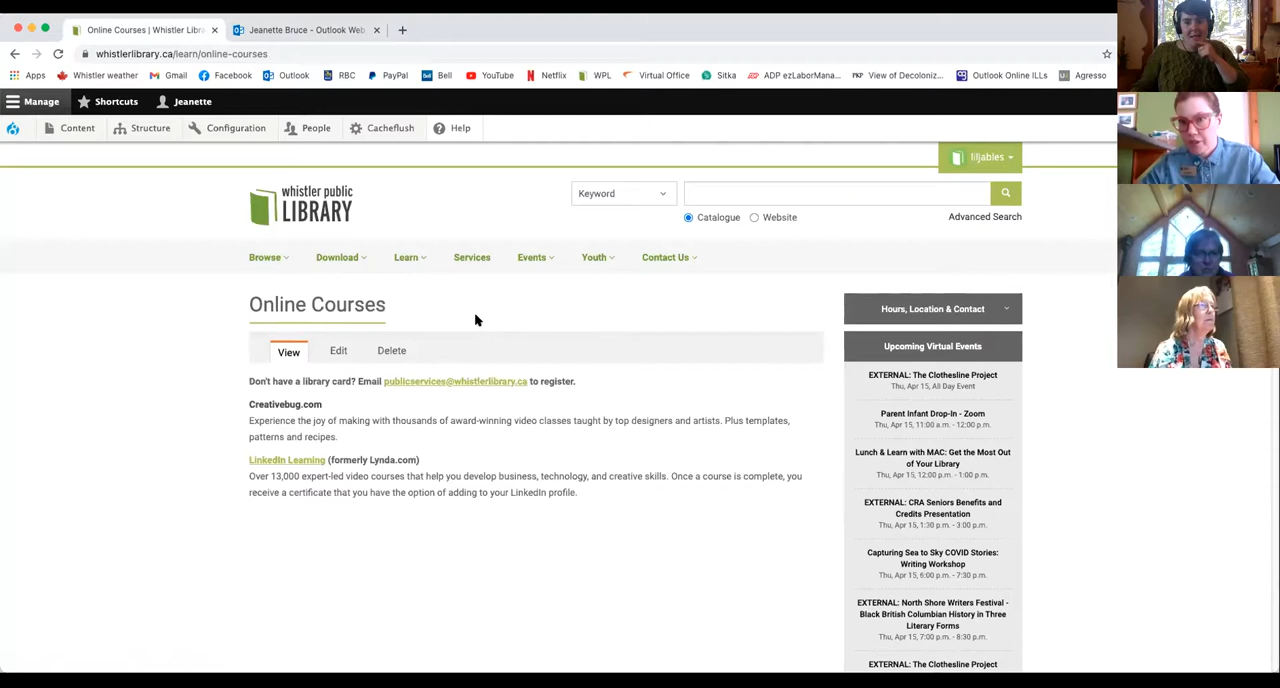 Online Courses | Whistler Libra
Jeanette Bruce - Outlook Web
whistlerlibrary.ca/learn/online-courses
Apps
Whistler weather
Gmail
Facebook
Outlook
RBC
PayPal
Bell
YouTube
Netflix
WPL
Virtual Office
Sitka
ADP ezLaborMana...
View of Decoloniz...
Outlook Online ILLs
Agresso
Manage
Shortcuts
Jeanette
Content
Structure
Configuration
People
Cacheflush
Help
liljables
whistler public
LIBRARY
Keyword
Catalogue
Website
Advanced Search
Browse
Download
Learn
Services
Events
Youth
Contact Us
Online Courses
View
Edit
Delete
Don't have a library card? Email publicservices@whistlerlibrary.ca to register.
Creativebug.com
Experience the joy of making with thousands of award-winning video classes taught by top designers and artists. Plus templates,
patterns and recipes.
LinkedIn Learning (formerly Lynda.com)
Over 13,000 expert-led video courses that help you develop business, technology, and creative skills. Once a course is complete, you
receive a certificate that you have the option of adding to your LinkedIn profile.
Hours, Location & Contact
Upcoming Virtual Events
EXTERNAL: The Clothesline Project
Thu, Apr 15, All Day Event
Parent Infant Drop-In - Zoom
Thu, Apr 15, 11:00 a.m. - 12:00 p.m.
Lunch & Learn with MAC: Get the Most Out
of Your Library
Thu, Apr 15, 12:00 p.m. - 1:00 p.m.
EXTERNAL: CRA Seniors Benefits and
Credits Presentation
Thu, Apr 15, 1:30 p.m. - 3:00 p.m.
Capturing Sea to Sky COVID Stories:
Writing Workshop
Thu, Apr 15, 6:00 p.m. - 7:30 p.m.
EXTERNAL: North Shore Writers Festival -
Black British Columbian History in Three
Literary Forms
Thu, Apr 15, 7:00 p.m. - 8:30 p.m.
EXTERNAL: The Clothesline Project